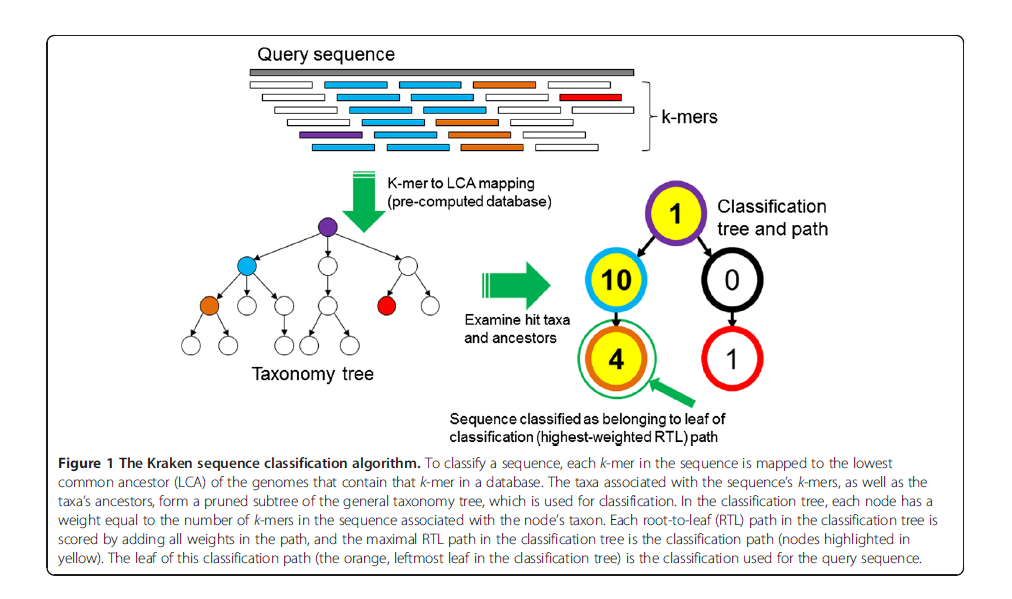 Query sequence
k-mers
K-mer to LCA mapping
(pre-computed database)
1
Classification
tree and path
10
0
Examine hit taxa
and ancestors
4
1
Taxonomy tree
Sequence classified as belonging to leaf of
classification (highest-weighted RTL) path
Figure 1 The Kraken sequence classification algorithm. To classify a sequence, each k-mer in the sequence is mapped to the lowest
common ancestor (LCA) of the genomes that contain that k-mer in a database. The taxa associated with the sequence's k-mers, as well as the
taxa's ancestors, form a pruned subtree of the general taxonomy tree, which is used for classification. In the classification tree, each node has a
weight equal to the number of k-mers in the sequence associated with the node's taxon. Each root-to-leaf (RTL) path in the classification tree is
scored by adding all weights in the path, and the maximal RTL path in the classification tree is the classification path (nodes highlighted in
yellow). The leaf of this classification path (the orange, leftmost leaf in the classification tree) is the classification used for the query sequence.